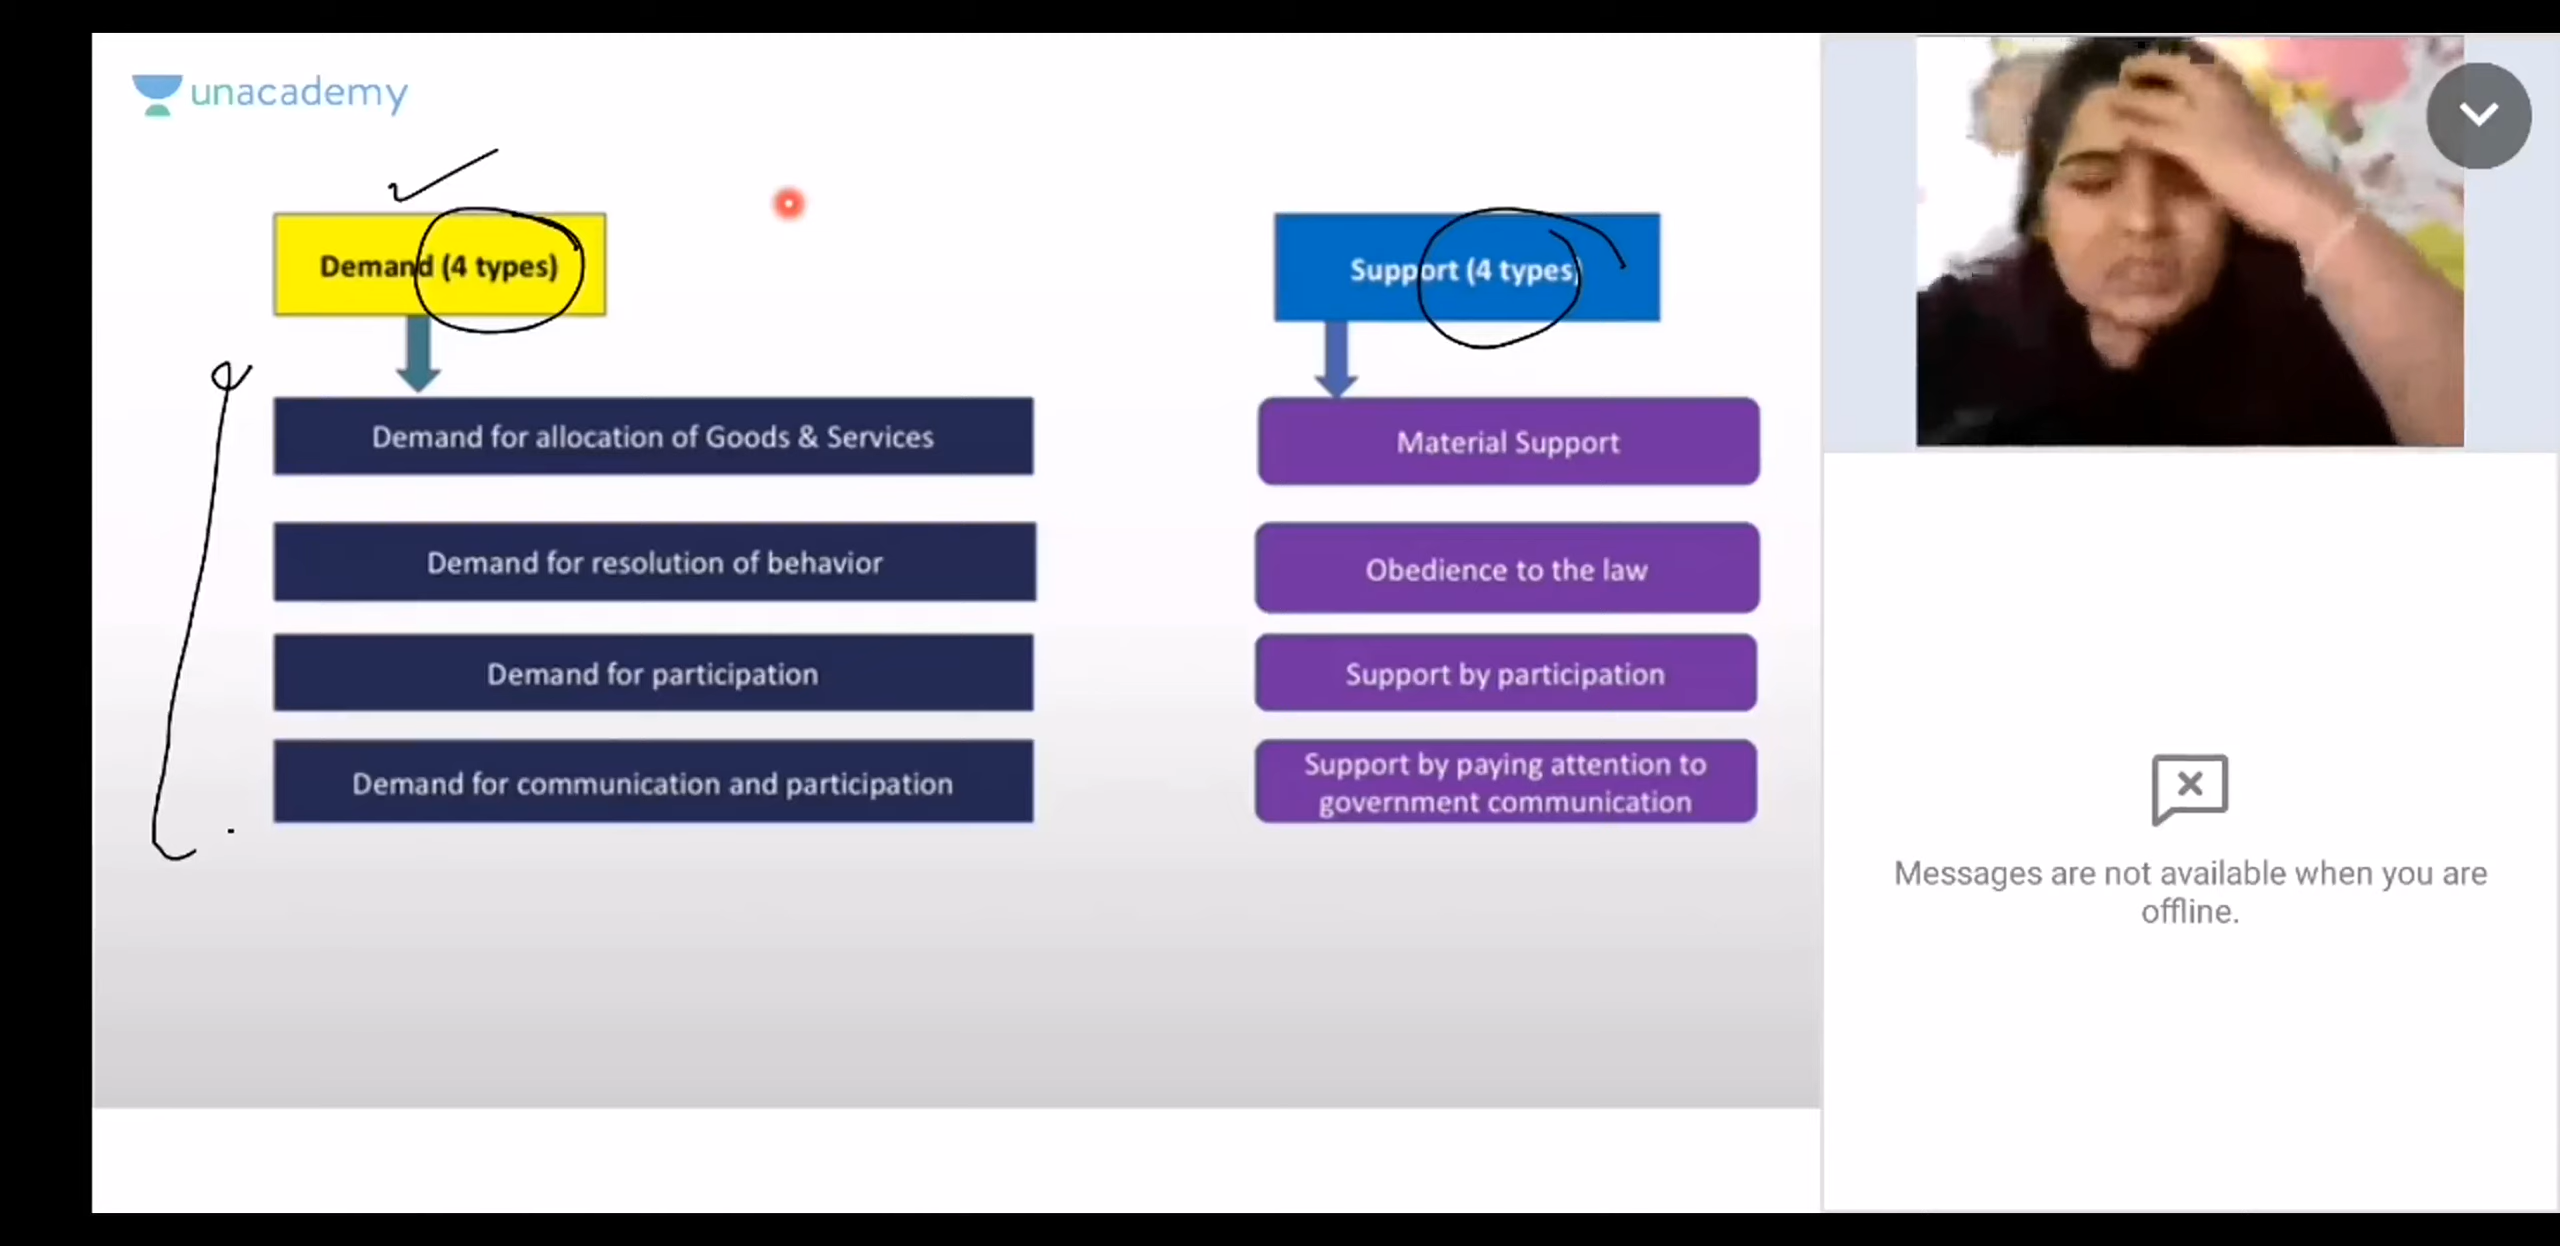 unacademy
Demand (4 types)
Demand for allocation of Goods & Services
Demand for resolution of behavior
Demand for participation
Demand for communication and participation
Support (4 types)
Material Support
Obedience to the law
Support by participation
Support by paying attention to
government communication
Messages are not available when you are
offline.